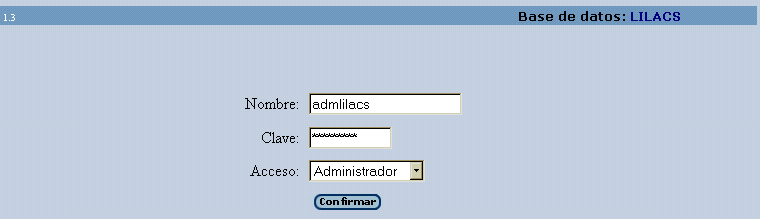 1.3
Base de datos: LILACS
Nombre: admlilacs
Clave: *********
Acceso: Administrador
Confirmar